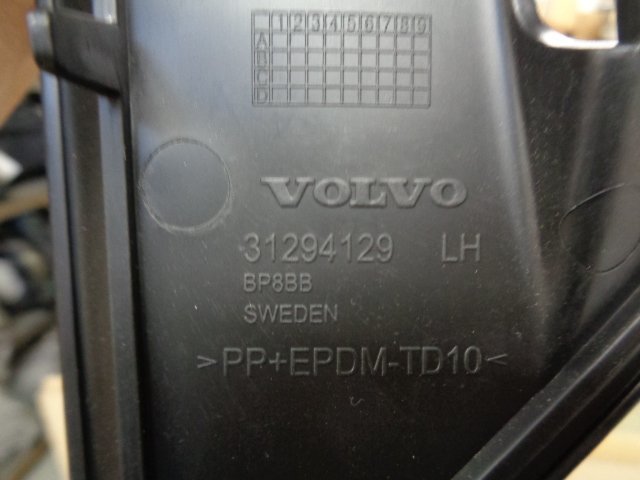 1 2 3 4 5 6 7 8 9
A
B
C
D
VOLVO
31294129 LH
BP8BB
SWEDEN
>PP+EPDM-TD10<